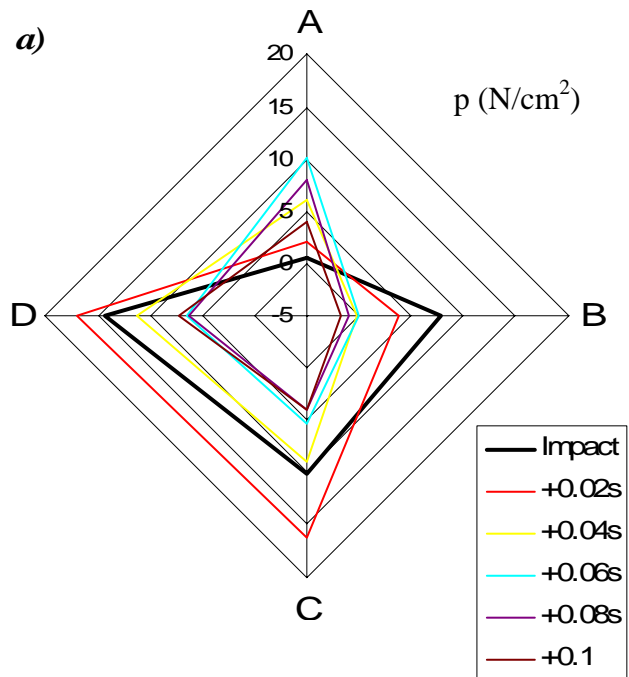 a)
A
20
15
p (N/cm²)
10
5
0
D
-5
B
C
Impact
+0.02s
+0.04s
+0.06s
+0.08s
+0.1